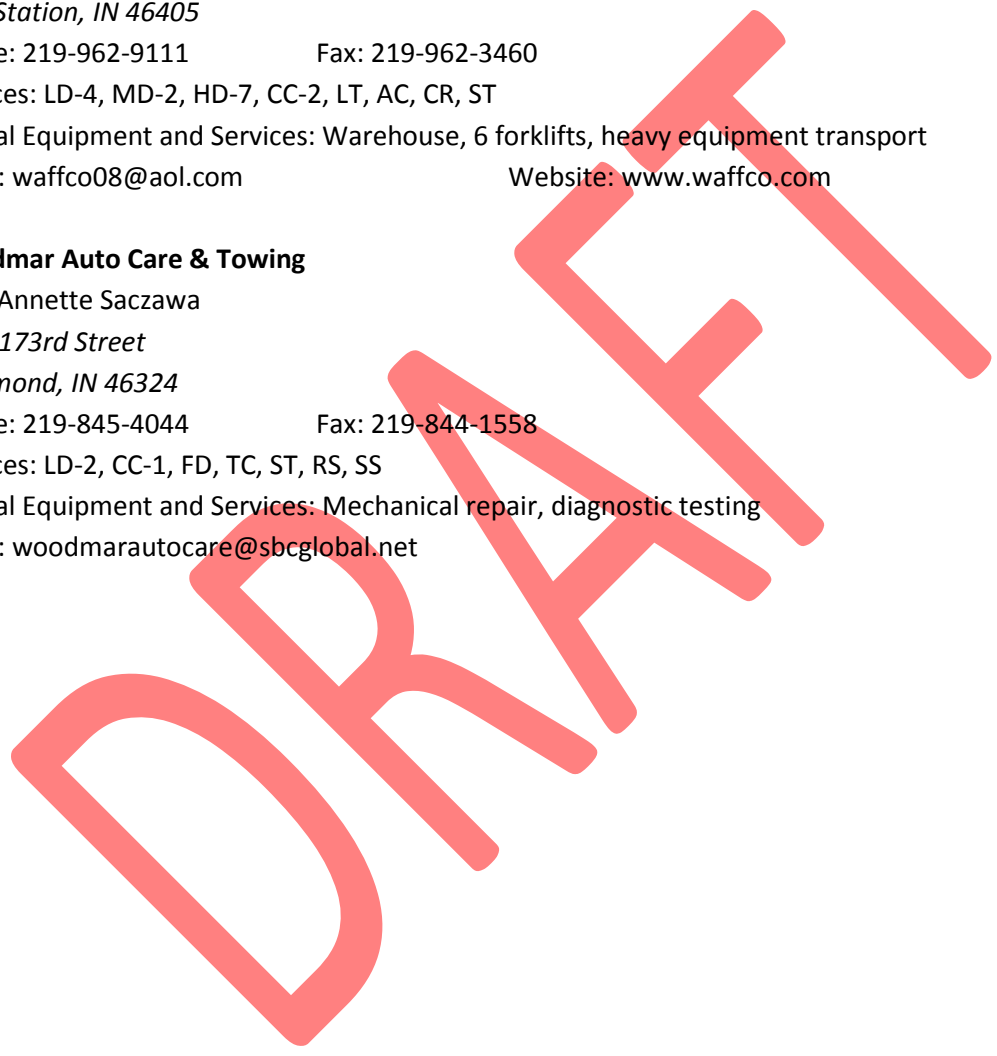 Station, IN 46405
e: 219-962-9111 Fax: 219-962-3460
ces: LD-4, MD-2, HD-7, CC-2, LT, AC, CR, ST
al Equipment and Services: Warehouse, 6 forklifts, heavy equipment transport
: waffco08@aol.com Website: www.waffco.com
dmar Auto Care & Towing
Annette Saczawa
173rd Street
mond, IN 46324
e: 219-845-4044 Fax: 219-844-1558
ces: LD-2, CC-1, FD, TC, ST, RS, SS
al Equipment and Services: Mechanical repair, diagnostic testing
: woodmarautocare@sbcglobal.net
DRAFT